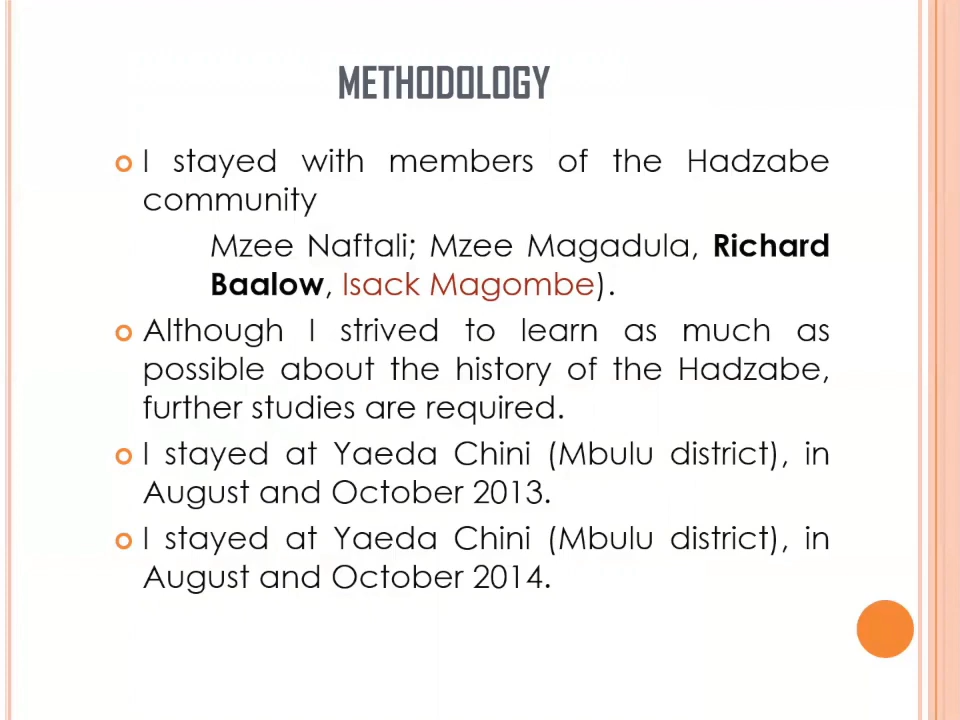 METHODOLOGY
I stayed with members of the Hadzabe
community
Mzee Naftali; Mzee Magadula, Richard
Baalow, Isack Magombe).
Although I strived to learn as much as
possible about the history of the Hadzabe,
further studies are required.
I stayed at Yaeda Chini (Mbulu district), in
August and October 2013.
I stayed at Yaeda Chini (Mbulu district), in
August and October 2014.